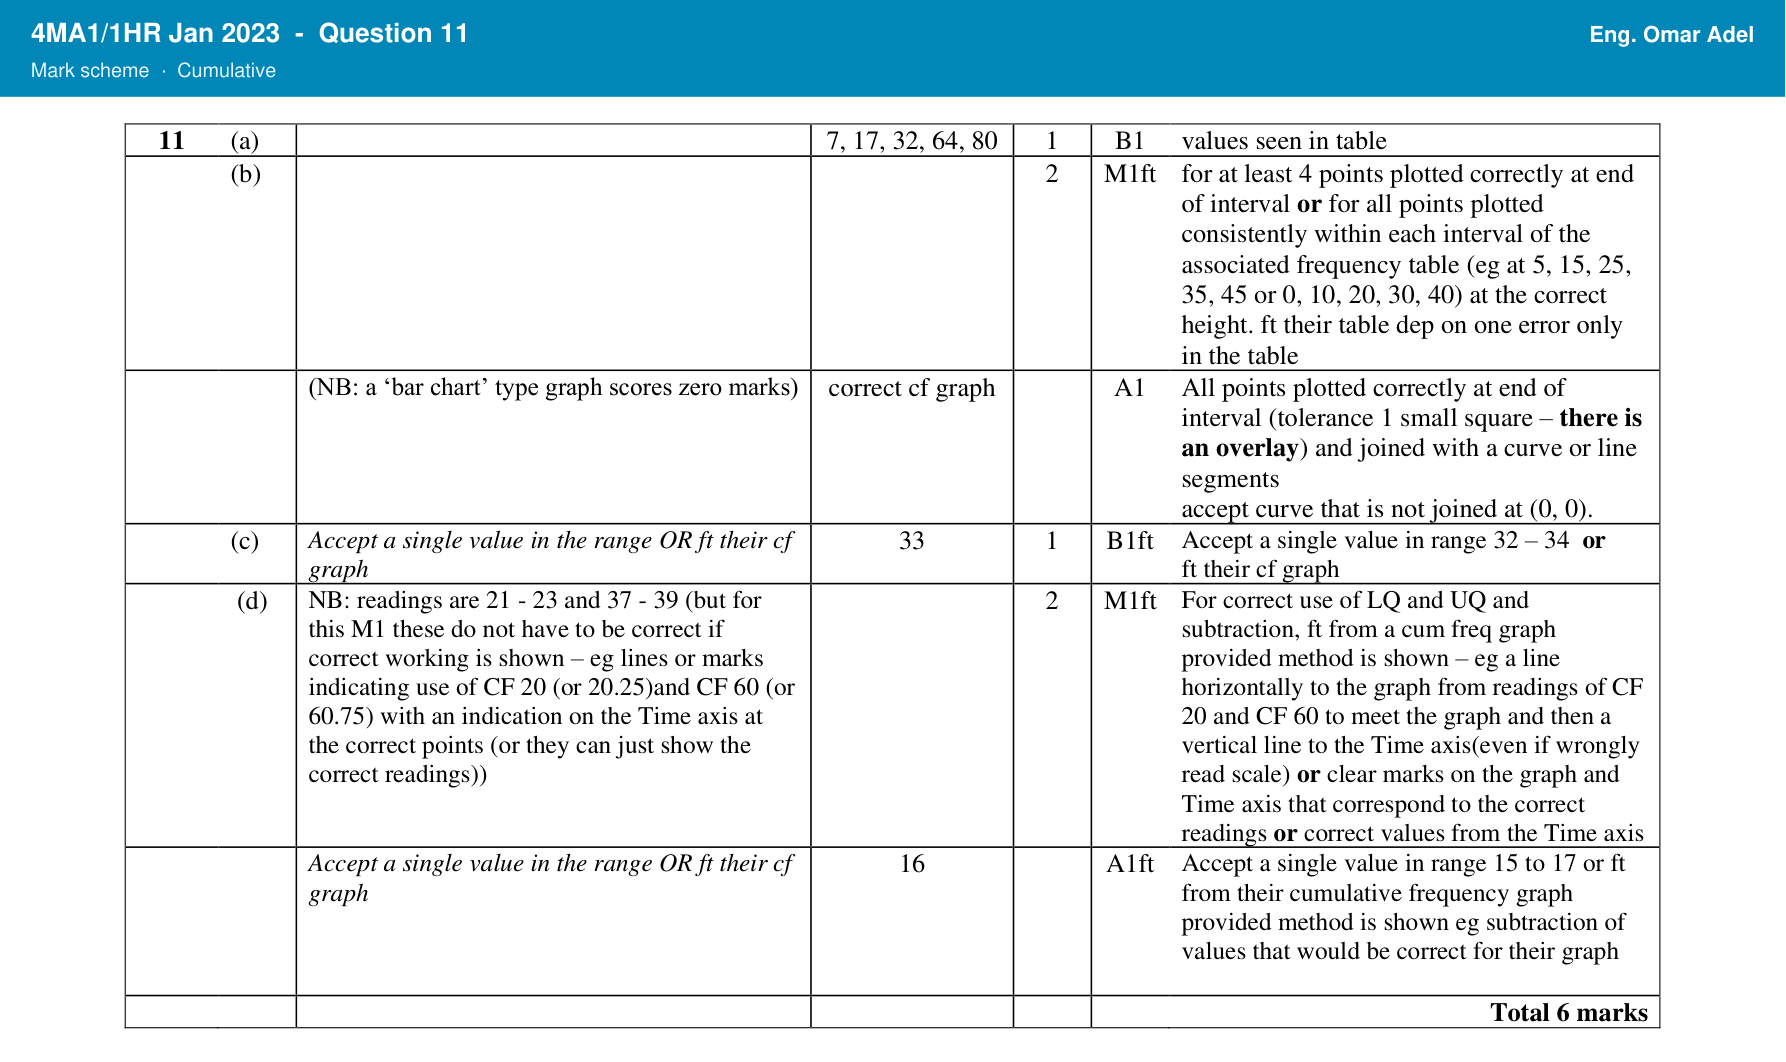 4MA1/1HR Jan 2023 - Question 11
Eng. Omar Adel
Mark scheme · Cumulative
11 (a) 7, 17, 32, 64, 80 1 B1 values seen in table
(b) 2 M1ft for at least 4 points plotted correctly at end
of interval or for all points plotted
consistently within each interval of the
associated frequency table (eg at 5, 15, 25,
35, 45 or 0, 10, 20, 30, 40) at the correct
height. ft their table dep on one error only
in the table
(NB: a ‘bar chart’ type graph scores zero marks) correct cf graph A1 All points plotted correctly at end of
interval (tolerance 1 small square – there is
an overlay) and joined with a curve or line
segments
accept curve that is not joined at (0, 0).
(c) Accept a single value in the range OR ft their cf
graph
33 1 B1ft Accept a single value in range 32 – 34 or
ft their cf graph
(d) NB: readings are 21 - 23 and 37 - 39 (but for
this M1 these do not have to be correct if
correct working is shown – eg lines or marks
indicating use of CF 20 (or 20.25)and CF 60 (or
60.75) with an indication on the Time axis at
the correct points (or they can just show the
correct readings))
2 M1ft For correct use of LQ and UQ and
subtraction, ft from a cum freq graph
provided method is shown – eg a line
horizontally to the graph from readings of CF
20 and CF 60 to meet the graph and then a
vertical line to the Time axis(even if wrongly
read scale) or clear marks on the graph and
Time axis that correspond to the correct
readings or correct values from the Time axis
Accept a single value in the range OR ft their cf
graph
16 A1ft Accept a single value in range 15 to 17 or ft
from their cumulative frequency graph
provided method is shown eg subtraction of
values that would be correct for their graph
Total 6 marks